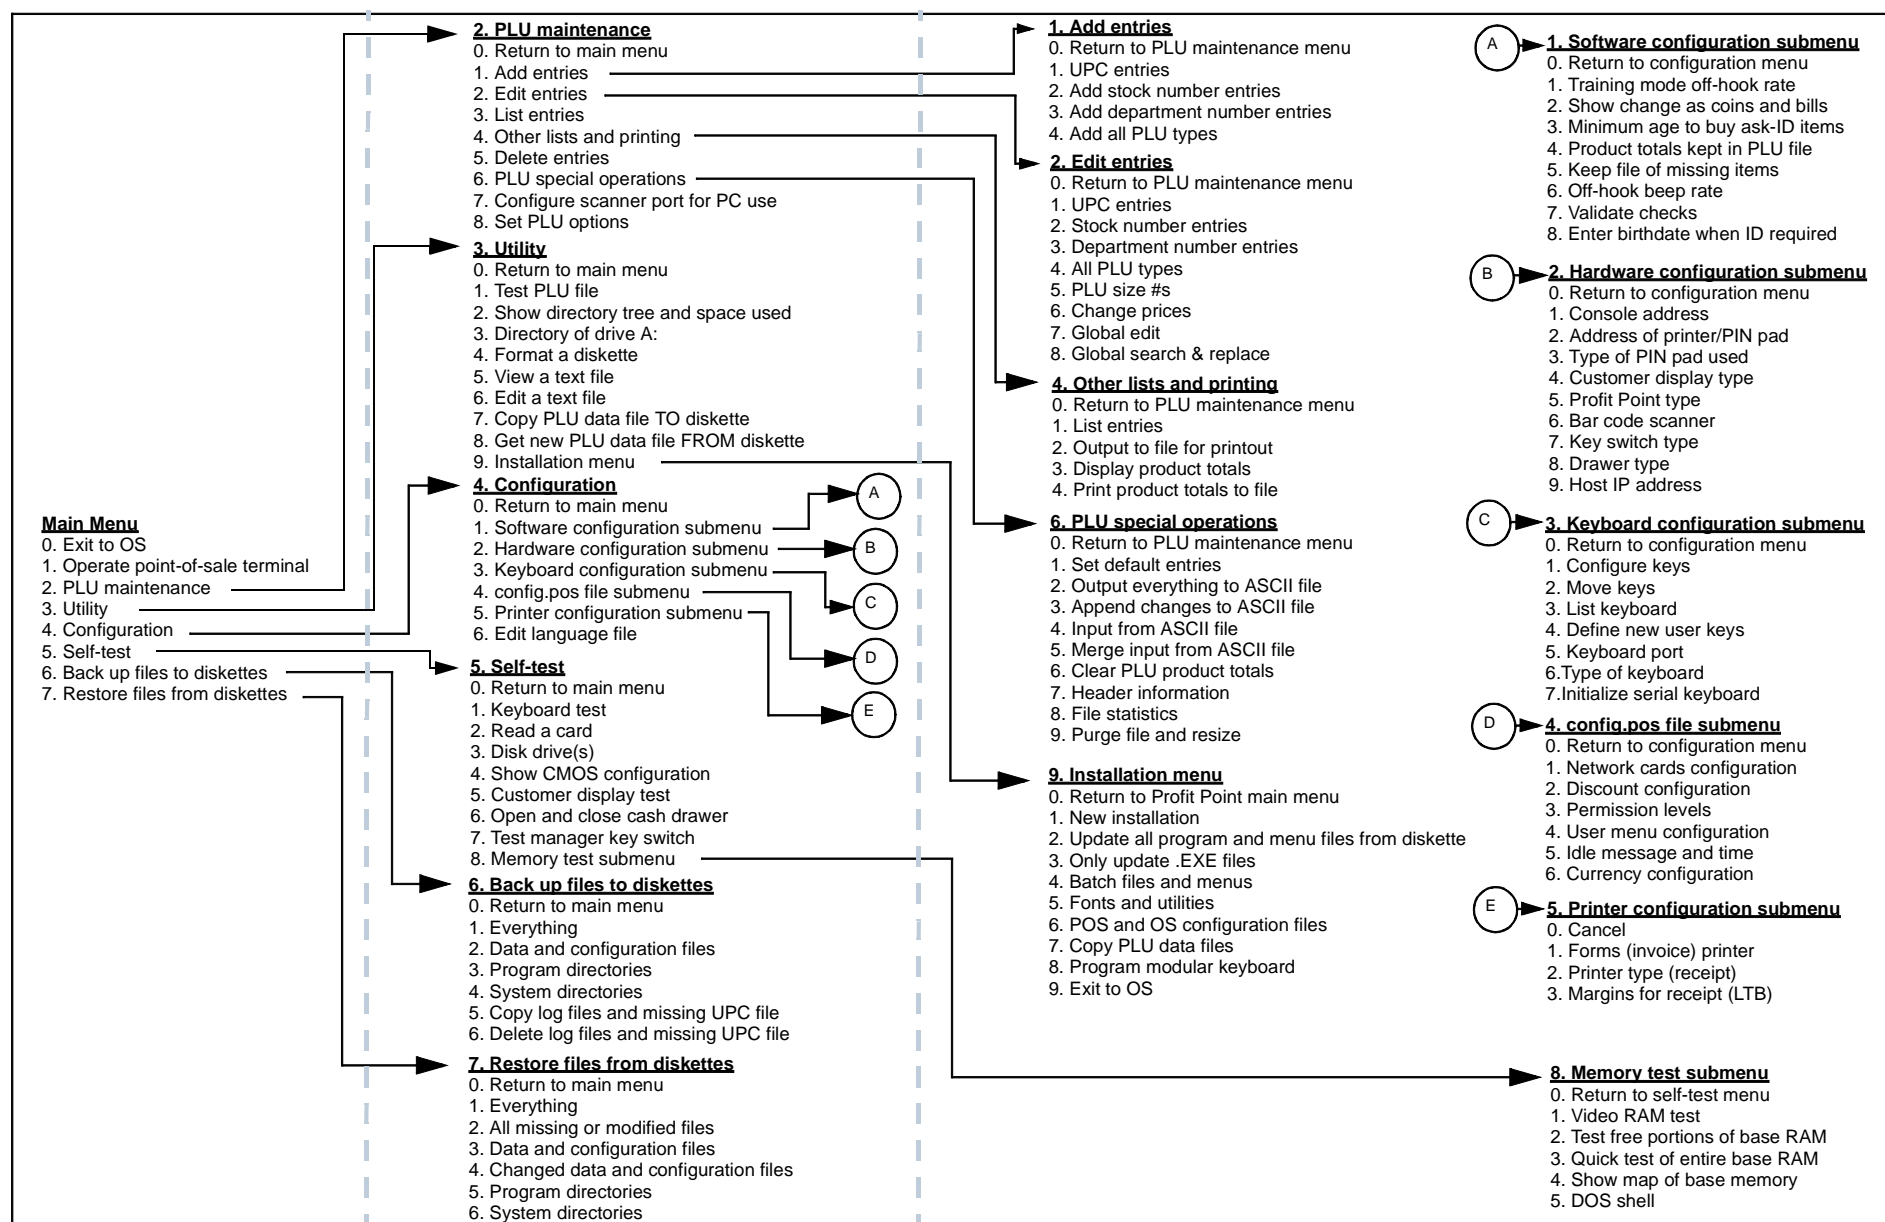 Main Menu
0. Exit to OS
1. Operate point-of-sale terminal
2. PLU maintenance
3. Utility
4. Configuration
5. Self-test
6. Back up files to diskettes
7. Restore files from diskettes
2. PLU maintenance
0. Return to main menu
1. Add entries
2. Edit entries
3. List entries
4. Other lists and printing
5. Delete entries
6. PLU special operations
7. Configure scanner port for PC use
8. Set PLU options
3. Utility
0. Return to main menu
1. Test PLU file
2. Show directory tree and space used
3. Directory of drive A:
4. Format a diskette
5. View a text file
6. Edit a text file
7. Copy PLU data file TO diskette
8. Get new PLU data file FROM diskette
9. Installation menu
4. Configuration
0. Return to main menu
1. Software configuration submenu
2. Hardware configuration submenu
3. Keyboard configuration submenu
4. config.pos file submenu
5. Printer configuration submenu
6. Edit language file
A
B
C
D
E
5. Self-test
0. Return to main menu
1. Keyboard test
2. Read a card
3. Disk drive(s)
4. Show CMOS configuration
5. Customer display test
6. Open and close cash drawer
7. Test manager key switch
8. Memory test submenu
6. Back up files to diskettes
0. Return to main menu
1. Everything
2. Data and configuration files
3. Program directories
4. System directories
5. Copy log files and missing UPC file
6. Delete log files and missing UPC file
7. Restore files from diskettes
0. Return to main menu
1. Everything
2. All missing or modified files
3. Data and configuration files
4. Changed data and configuration files
5. Program directories
6. System directories
1. Add entries
0. Return to PLU maintenance menu
1. UPC entries
2. Add stock number entries
3. Add department number entries
4. Add all PLU types
2. Edit entries
0. Return to PLU maintenance menu
1. UPC entries
2. Stock number entries
3. Department number entries
4. All PLU types
5. PLU size #s
6. Change prices
7. Global edit
8. Global search & replace
4. Other lists and printing
0. Return to PLU maintenance menu
1. List entries
2. Output to file for printout
3. Display product totals
4. Print product totals to file
6. PLU special operations
0. Return to PLU maintenance menu
1. Set default entries
2. Output everything to ASCII file
3. Append changes to ASCII file
4. Input from ASCII file
5. Merge input from ASCII file
6. Clear PLU product totals
7. Header information
8. File statistics
9. Purge file and resize
9. Installation menu
0. Return to Profit Point main menu
1. New installation
2. Update all program and menu files from diskette
3. Only update .EXE files
4. Batch files and menus
5. Fonts and utilities
6. POS and OS configuration files
7. Copy PLU data files
8. Program modular keyboard
9. Exit to OS
A
1. Software configuration submenu
0. Return to configuration menu
1. Training mode off-hook rate
2. Show change as coins and bills
3. Minimum age to buy ask-ID items
4. Product totals kept in PLU file
5. Keep file of missing items
6. Off-hook beep rate
7. Validate checks
8. Enter birthdate when ID required
B
2. Hardware configuration submenu
0. Return to configuration menu
1. Console address
2. Address of printer/PIN pad
3. Type of PIN pad used
4. Customer display type
5. Profit Point type
6. Bar code scanner
7. Key switch type
8. Drawer type
9. Host IP address
C
3. Keyboard configuration submenu
0. Return to configuration menu
1. Configure keys
2. Move keys
3. List keyboard
4. Define new user keys
5. Keyboard port
6.Type of keyboard
7.Initialize serial keyboard
D
4. config.pos file submenu
0. Return to configuration menu
1. Network cards configuration
2. Discount configuration
3. Permission levels
4. User menu configuration
5. Idle message and time
6. Currency configuration
E
5. Printer configuration submenu
0. Cancel
1. Forms (invoice) printer
2. Printer type (receipt)
3. Margins for receipt (LTB)
8. Memory test submenu
0. Return to self-test menu
1. Video RAM test
2. Test free portions of base RAM
3. Quick test of entire base RAM
4. Show map of base memory
5. DOS shell